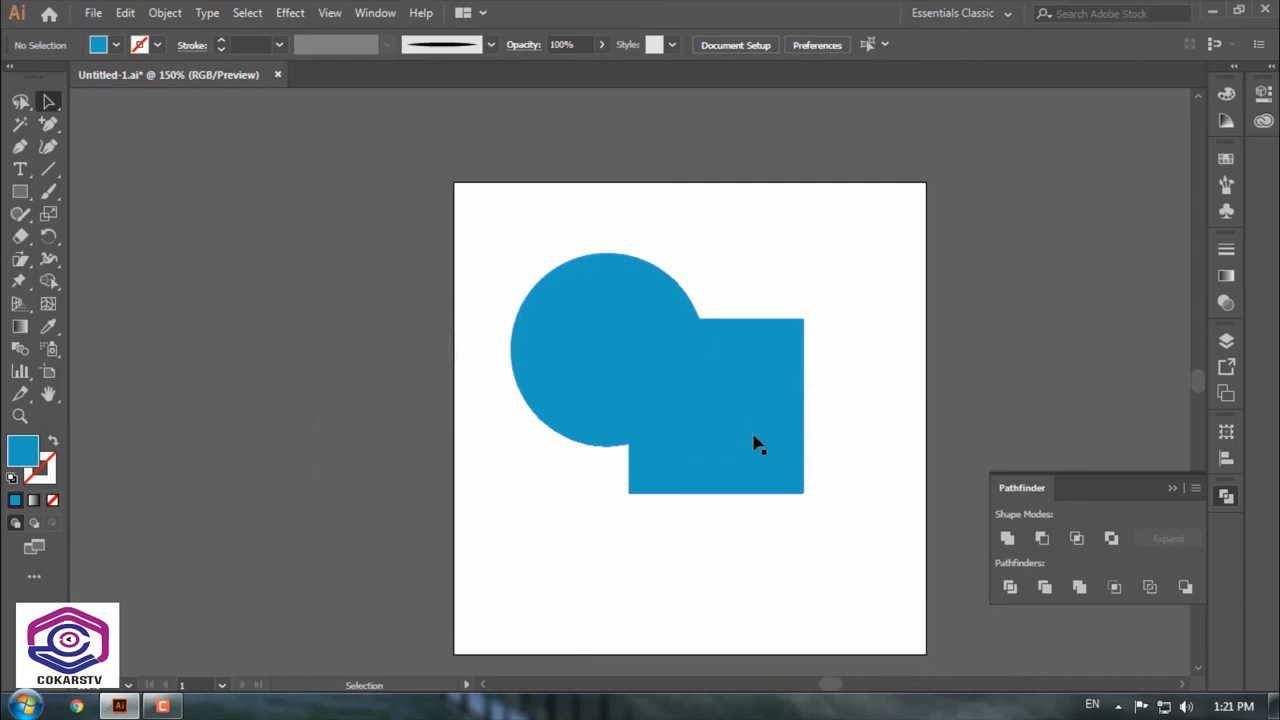 Ai File Edit Object Type Select Effect View Window Help Essentials Classic Search Adobe Stock
No Selection Stroke: Opacity: 100% Style: Document Setup Preferences
Untitled-1.ai* @ 150% (RGB/Preview)
Pathfinder
Shape Modes:
Expand
Pathfinders:
COKARSTV
1 Selection
Ai EN 1:21 PM